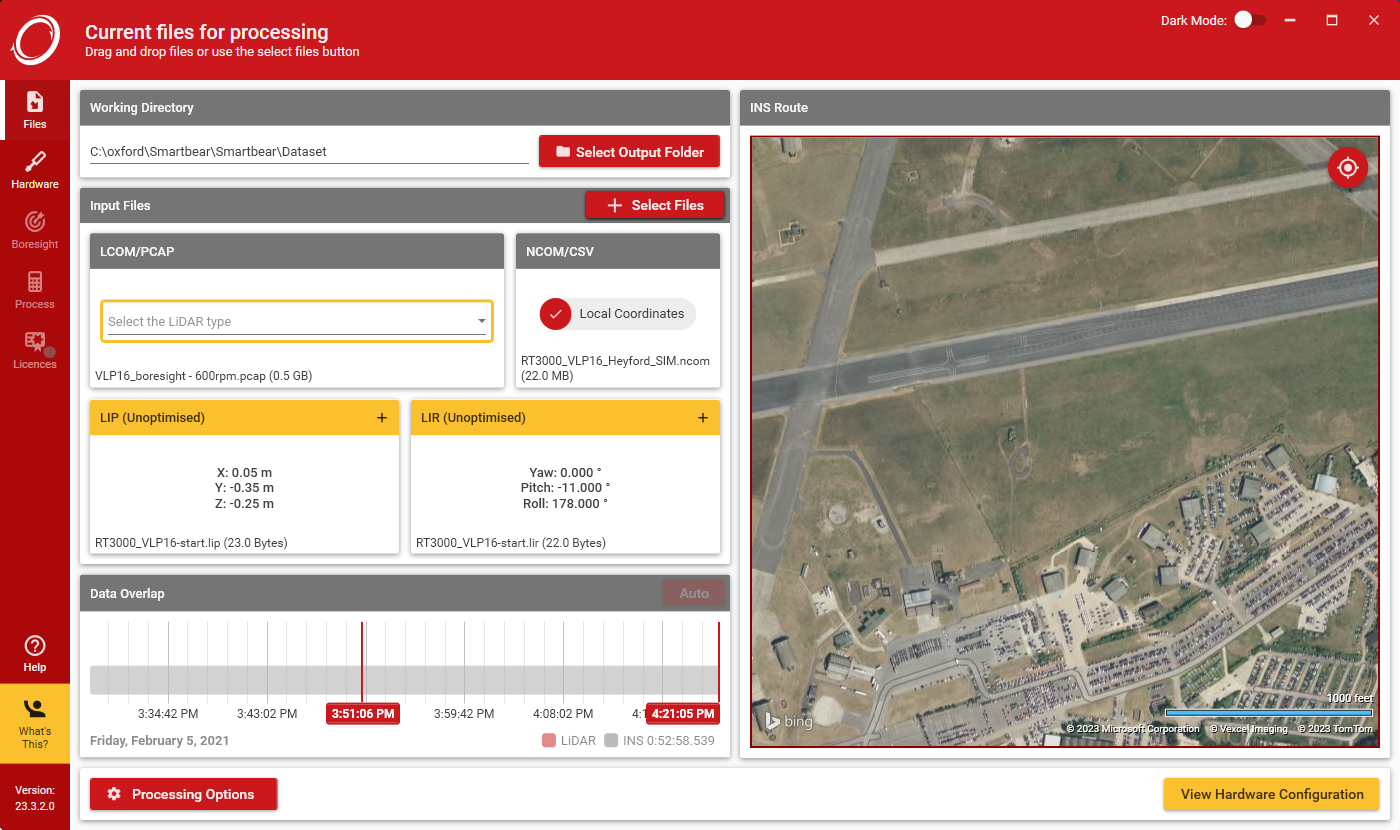 Current files for processing
Drag and drop files or use the select files button
Dark Mode:
Files
Hardware
Boresight
Process
Licences
Help
What's
This?
Version:
23.3.2.0
Working Directory
C:\oxford\Smartbear\Smartbear\Dataset
Select Output Folder
Input Files
Select Files
LCOM/PCAP
Select the LiDAR type
VLP16_boresight - 600rpm.pcap (0.5 GB)
NCOM/CSV
Local Coordinates
RT3000_VLP16_Heyford_SIM.ncom
(22.0 MB)
LIP (Unoptimised) +
X: 0.05 m
Y: -0.35 m
Z: -0.25 m
RT3000_VLP16-start.lip (23.0 Bytes)
LIR (Unoptimised) +
Yaw: 0.000 °
Pitch: -11.000 °
Roll: 178.000 °
RT3000_VLP16-start.lir (22.0 Bytes)
Data Overlap
Auto
3:34:42 PM 3:43:02 PM 3:51:06 PM 3:59:42 PM 4:08:02 PM 4:21:05 PM
Friday, February 5, 2021
LiDAR INS 0:52:58.539
INS Route
1000 feet
bing
© 2023 Microsoft Corporation © Vexcel Imaging © 2023 TomTom
Processing Options
View Hardware Configuration